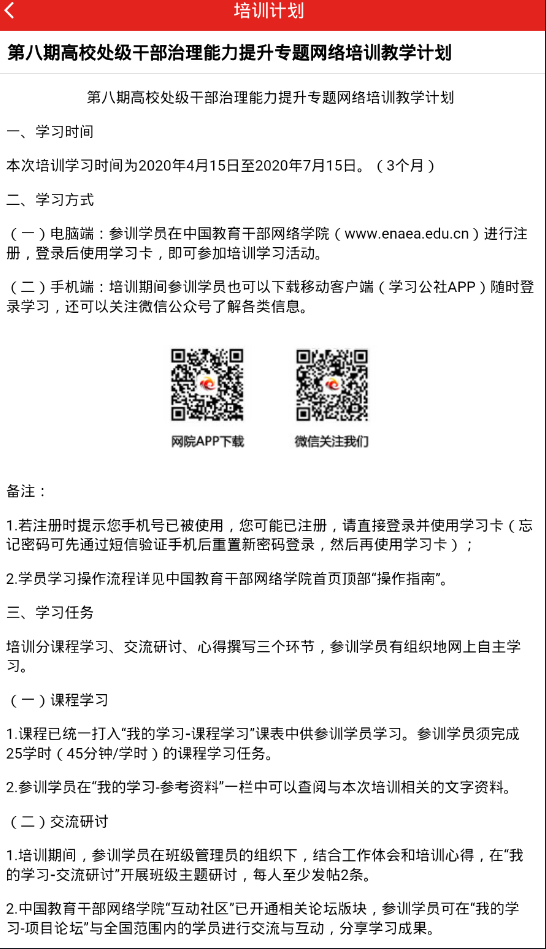 培训计划
第八期高校处级干部治理能力提升专题网络培训教学计划
第八期高校处级干部治理能力提升专题网络培训教学计划
一、学习时间
本次培训学习时间为2020年4月15日至2020年7月15日。（3个月）
二、学习方式
（一）电脑端：参训学员在中国教育干部网络学院（www.enaea.edu.cn）进行注
册，登录后使用学习卡，即可参加培训学习活动。
（二）手机端：培训期间参训学员也可以下载移动客户端（学习公社APP）随时登
录学习，还可以关注微信公众号了解各类信息。
网院APP下载 微信关注我们
备注：
1.若注册时提示您手机号已被使用，您可能已注册，请直接登录并使用学习卡（忘
记密码可先通过短信验证手机后重置新密码登录，然后再使用学习卡）；
2.学员学习操作流程详见中国教育干部网络学院首页顶部“操作指南”。
三、学习任务
培训分课程学习、交流研讨、心得撰写三个环节，参训学员有组织地网上自主学
习。
（一）课程学习
1.课程已统一打入“我的学习-课程学习”课表中供参训学员学习。参训学员须完成
25学时（45分钟/学时）的课程学习任务。
2.参训学员在“我的学习-参考资料”一栏中可以查阅与本次培训相关的文字资料。
（二）交流研讨
1.培训期间，参训学员在班级管理员的组织下，结合工作体会和培训心得，在“我
的学习-交流研讨”开展班级主题研讨，每人至少发帖2条。
2.中国教育干部网络学院“互动社区”已开通相关论坛版块，参训学员可在“我的学
习-项目论坛”与全国范围内的学员进行交流与互动，分享学习成果。